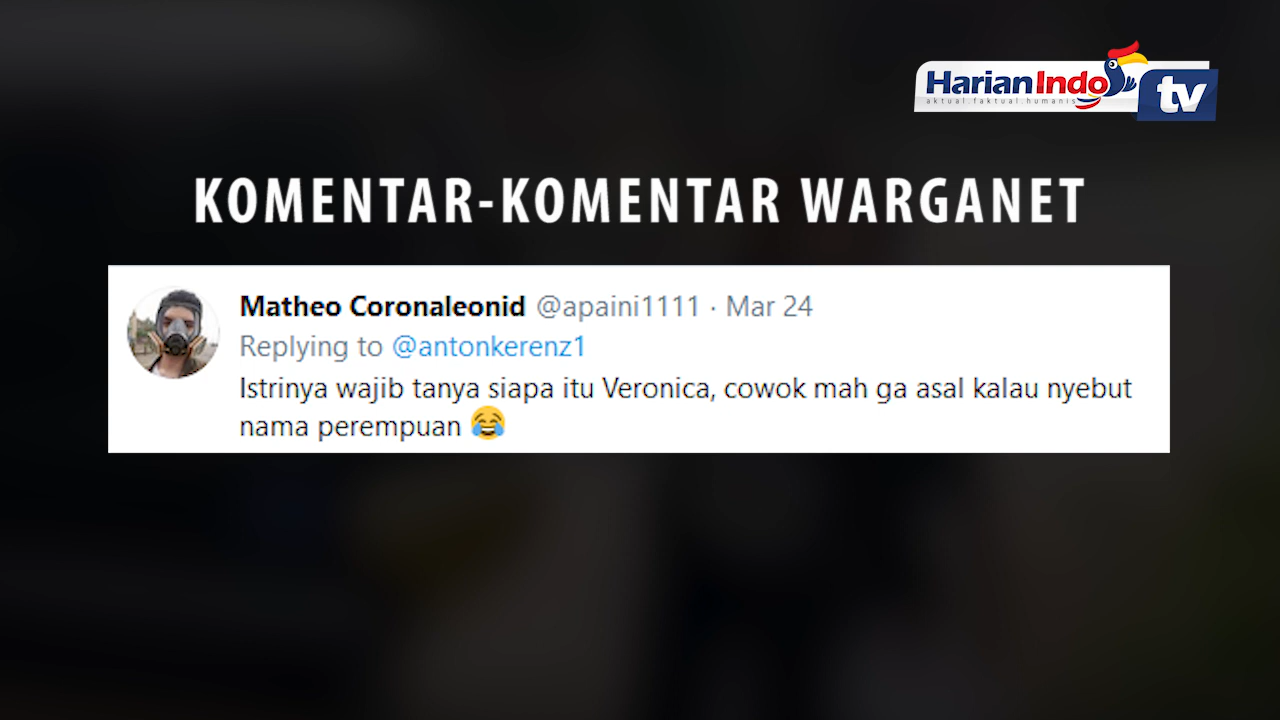 HarianIndo tv
aktual.faktual.humanis
KOMENTAR-KOMENTAR WARGANET
Matheo Coronaleonid @apaini1111 · Mar 24
Replying to @antonkerenz1
Istrinya wajib tanya siapa itu Veronica, cowok mah ga asal kalau nyebut
nama perempuan 😂